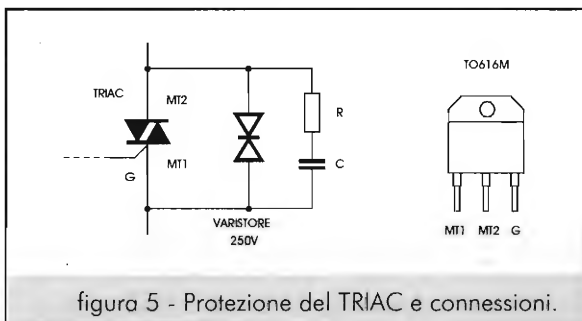 TRIAC
MT2
MT1
G
VARISTORE
250V
R
C
TO616M
MT1 MT2 G
figura 5 - Protezione del TRIAC e connessioni.